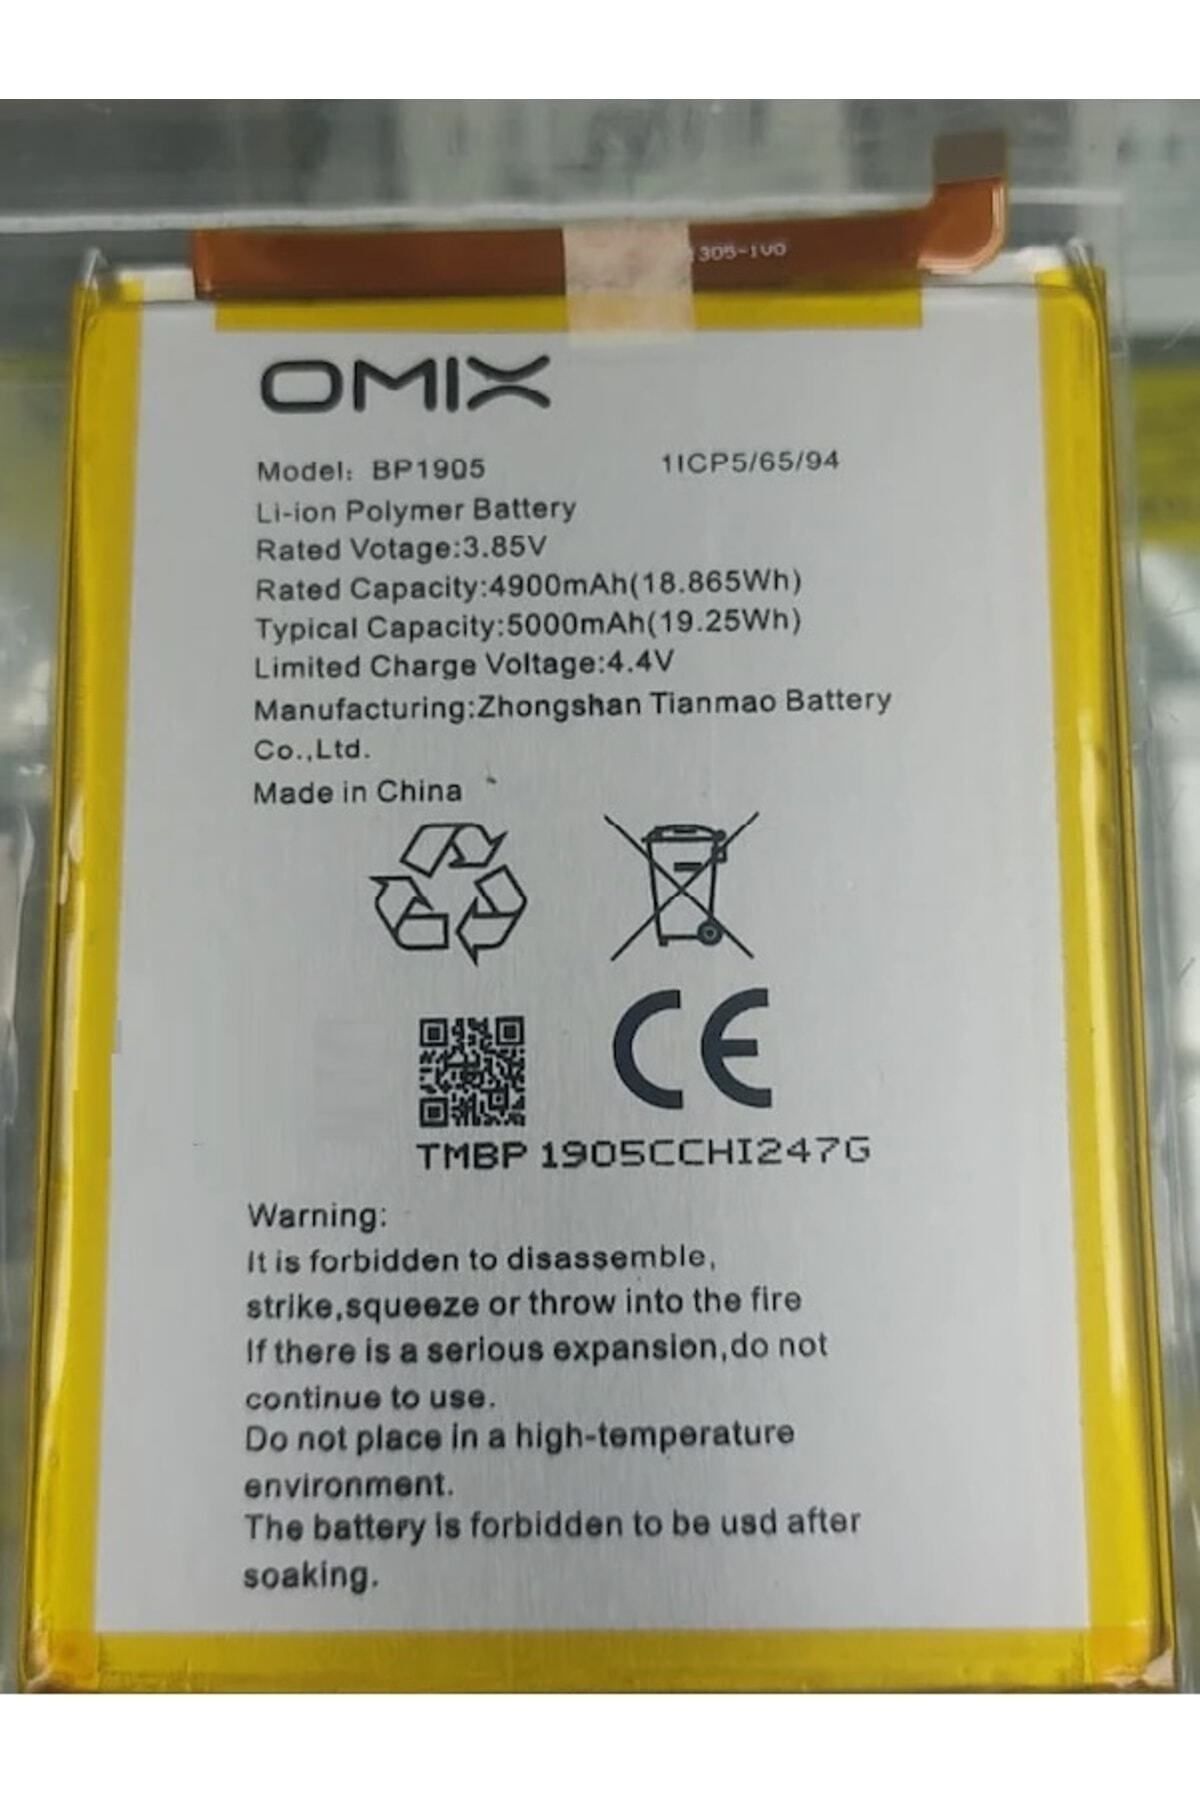 305-1V0
OMIX
Model: BP1905 1ICP5/65/94
Li-ion Polymer Battery
Rated Votage:3.85V
Rated Capacity:4900mAh(18.865Wh)
Typical Capacity:5000mAh(19.25Wh)
Limited Charge Voltage:4.4V
Manufacturing:Zhongshan Tianmao Battery
Co.,Ltd.
Made in China
CE
TMBP 1905CCHI247G
Warning:
It is forbidden to disassemble,
strike,squeeze or throw into the fire
If there is a serious expansion,do not
continue to use.
Do not place in a high-temperature
environment.
The battery is forbidden to be usd after
soaking.